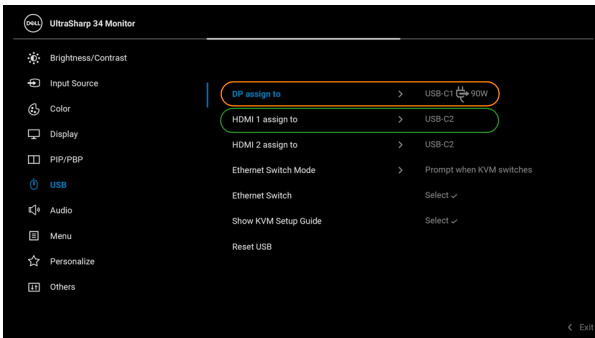 DELL UltraSharp 34 Monitor
Brightness/Contrast
Input Source
Color
Display
PIP/PBP
USB
Audio
Menu
Personalize
Others
DP assign to > USB-C1 90W
HDMI 1 assign to > USB-C2
HDMI 2 assign to > USB-C2
Ethernet Switch Mode > Prompt when KVM switches
Ethernet Switch Select ✓
Show KVM Setup Guide Select ✓
Reset USB
< Exit